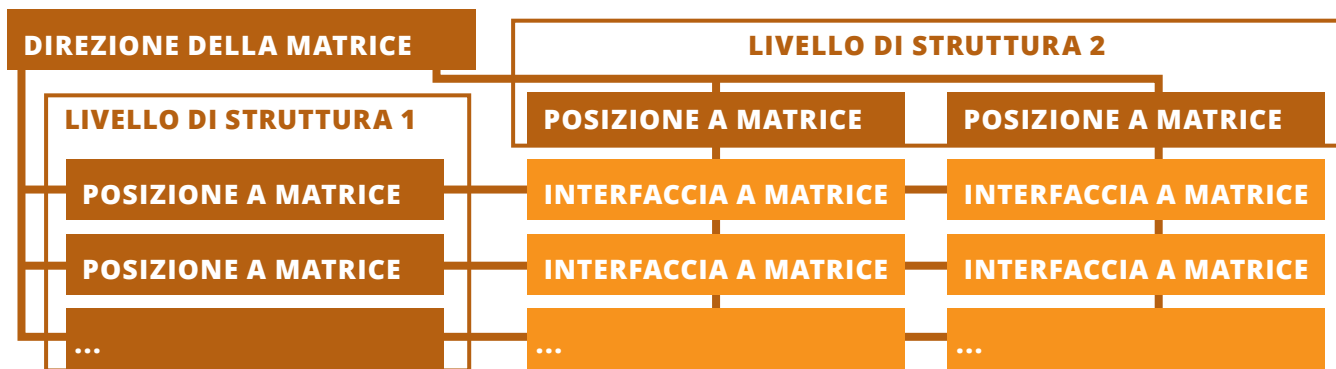 DIREZIONE DELLA MATRICE
LIVELLO DI STRUTTURA 2
LIVELLO DI STRUTTURA 1
POSIZIONE A MATRICE
POSIZIONE A MATRICE
POSIZIONE A MATRICE
INTERFACCIA A MATRICE
INTERFACCIA A MATRICE
POSIZIONE A MATRICE
INTERFACCIA A MATRICE
INTERFACCIA A MATRICE
...
...
...